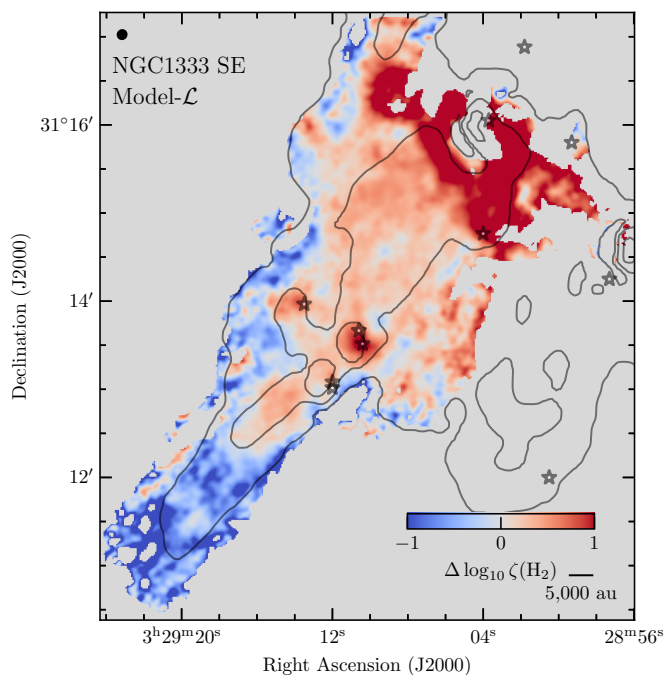 NGC1333 SE
Model-ℒ
31°16′
14′
12′
Declination (J2000)
−1 0 1
Δ log₁₀ ζ(H₂)
5,000 au
3ʰ29ᵐ20ˢ 12ˢ 04ˢ 28ᵐ56ˢ
Right Ascension (J2000)